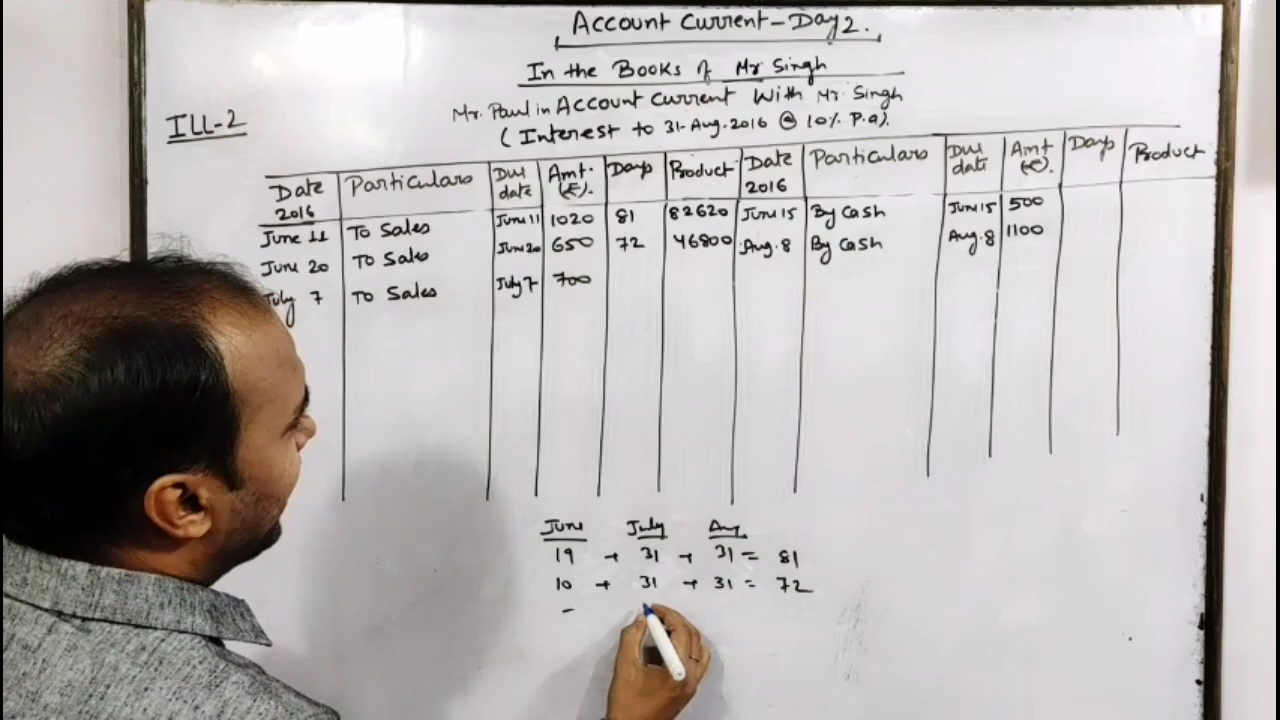 Account Current-Day 2.
In the Books of Mr Singh
Mr. Paul in Account Current With Mr. Singh
(Interest to 31-Aug.2016 @ 10% P.a).
ILL-2
Date 2016 Particulars Due date Amt. (₹). Days Product Date 2016 Particulars Due date Amt (₹). Days Product
June 11 To Sales June 11 1020 81 82620 June 15 By Cash June 15 500
June 20 To Sales June 20 650 72 46800 Aug. 8 By Cash Aug. 8 1100
July 7 To Sales July 7 700
June July Aug
19 + 31 + 31 = 81
10 + 31 + 31 = 72
-